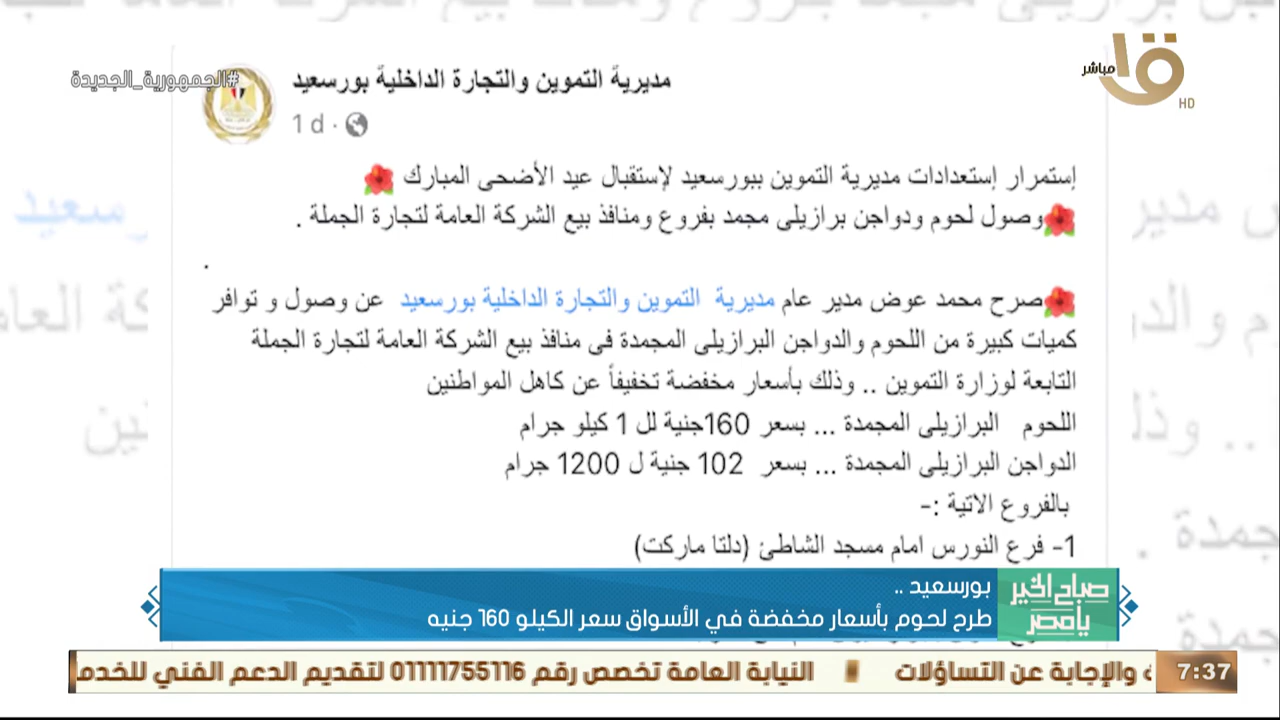 #الجمهورية_الجديدة
مباشر
HD
مديرية التموين والتجارة الداخلية بورسعيد
1 d ·
إستمرار إستعدادات مديرية التموين ببورسعيد لإستقبال عيد الأضحى المبارك 🌺
🌺وصول لحوم ودواجن برازيلى مجمد بفروع ومنافذ بيع الشركة العامة لتجارة الجملة .
.
🌺صرح محمد عوض مدير عام مديرية التموين والتجارة الداخلية بورسعيد عن وصول و توافر
كميات كبيرة من اللحوم والدواجن البرازيلى المجمدة فى منافذ بيع الشركة العامة لتجارة الجملة
التابعة لوزارة التموين .. وذلك بأسعار مخفضة تخفيفاً عن كاهل المواطنين
اللحوم البرازيلى المجمدة ... بسعر 160جنية لل 1 كيلو جرام
الدواجن البرازيلى المجمدة ... بسعر 102 جنية ل 1200 جرام
بالفروع الاتية :-
1- فرع النورس امام مسجد الشاطئ (دلتا ماركت)
صباح الخير
يا مصر
بورسعيد ..
طرح لحوم بأسعار مخفضة في الأسواق سعر الكيلو 160 جنيه
والإجابة عن التساؤلات النيابة العامة تخصص رقم 01111755116 لتقديم الدعم الفني للخدما
7:37